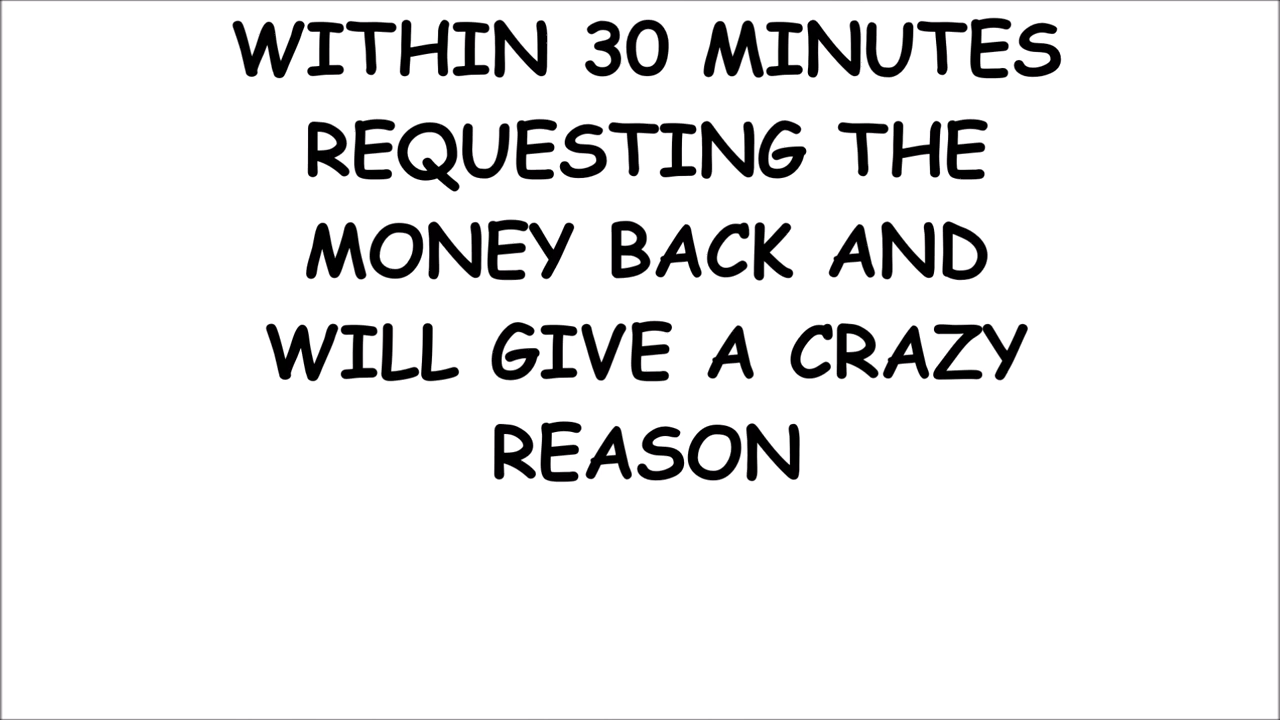 WITHIN 30 MINUTES
REQUESTING THE
MONEY BACK AND
WILL GIVE A CRAZY
REASON